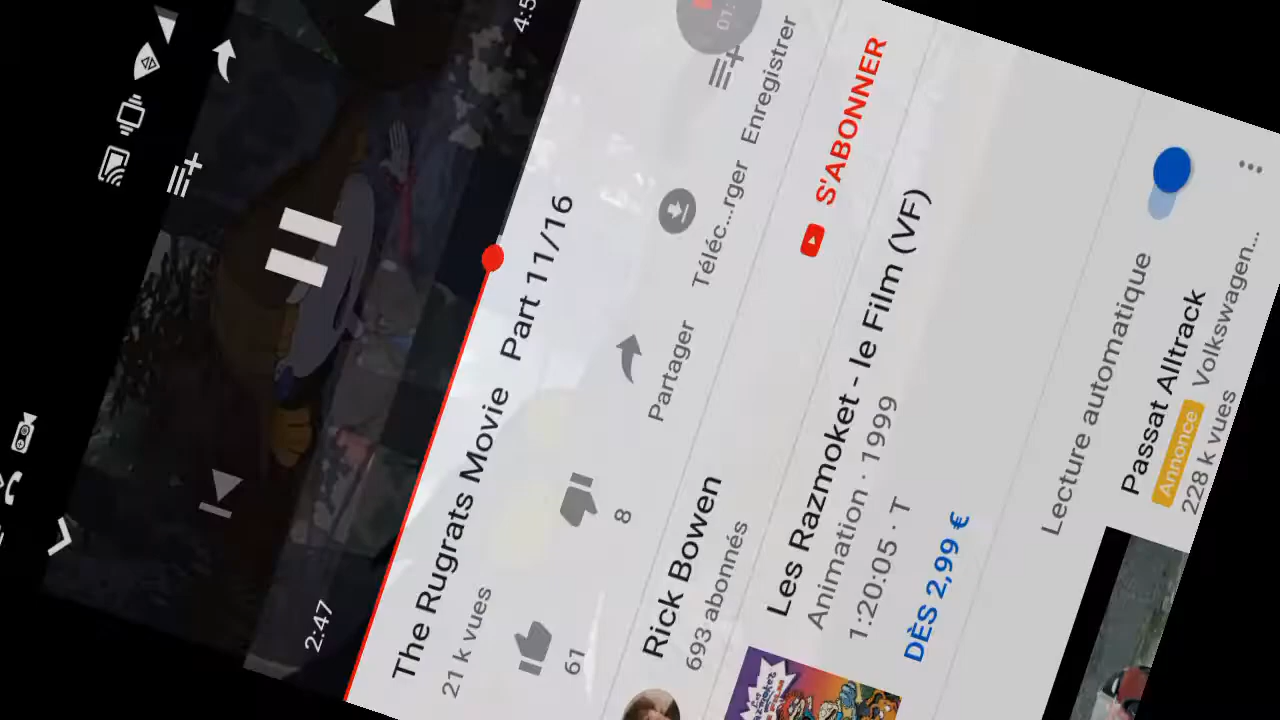 2:47
The Rugrats Movie Part 11/16
21 k vues
61
8
Partager
Téléc...rger
Enregistrer
Rick Bowen
693 abonnés
S'ABONNER
Les Razmoket - le Film (VF)
Animation · 1999
1:20:05 · T
DÈS 2,99 €
Lecture automatique
Passat Alltrack
Annonce Volkswagen...
228 k vues